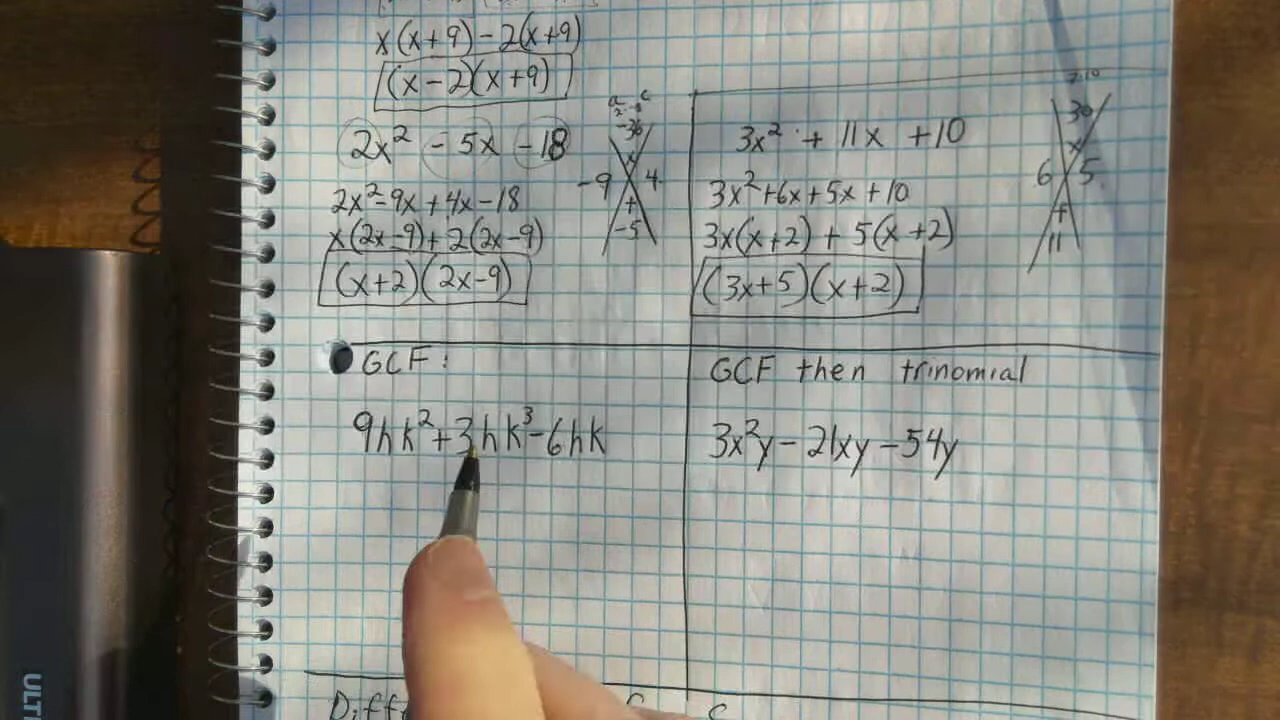 x(x+9)-2(x+9)
(x-2)(x+9)
2x² - 5x - 18
a c
-36
x
-9 4
+
-5
2x²-9x+4x-18
x(2x-9)+2(2x-9)
(x+2)(2x-9)
3x² + 11x +10
30
x
6 5
+
11
3x²+6x+5x+10
3x(x+2)+5(x+2)
(3x+5)(x+2)
GCF:
9hk²+3hk³-6hk
GCF then trinomial
3x²y-21xy-54y
ULT